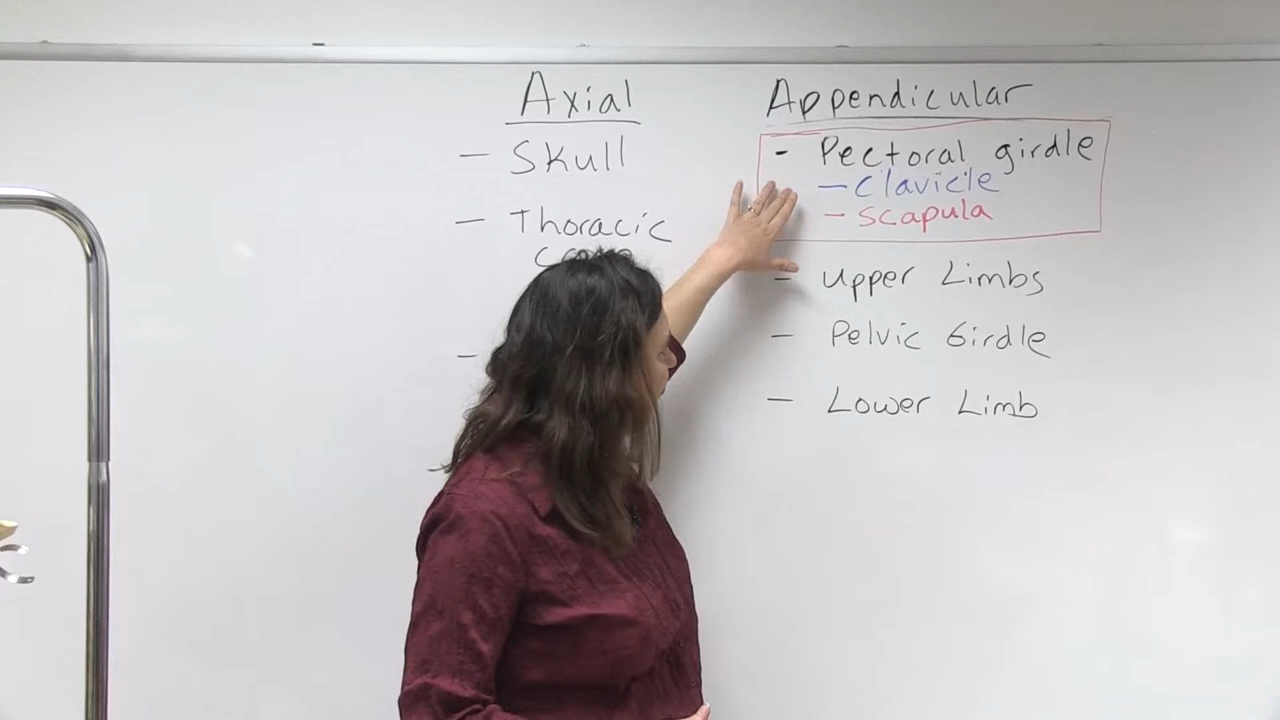 Axial
- Skull
- Thoracic
-
Appendicular
- Pectoral girdle
- Clavicle
- Scapula
- Upper Limbs
- Pelvic Girdle
- Lower Limb